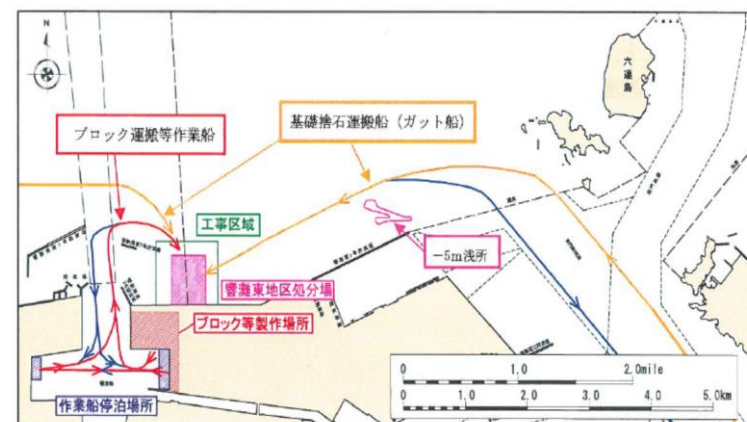 N
六連島
ブロック運搬等作業船
基礎捨石運搬船（ガット船）
工事区域
－5m浅所
響灘東地区処分場
ブロック等製作場所
作業船停泊場所
0 1.0 2.0mile
0 1.0 2.0 3.0 4.0 5.0km